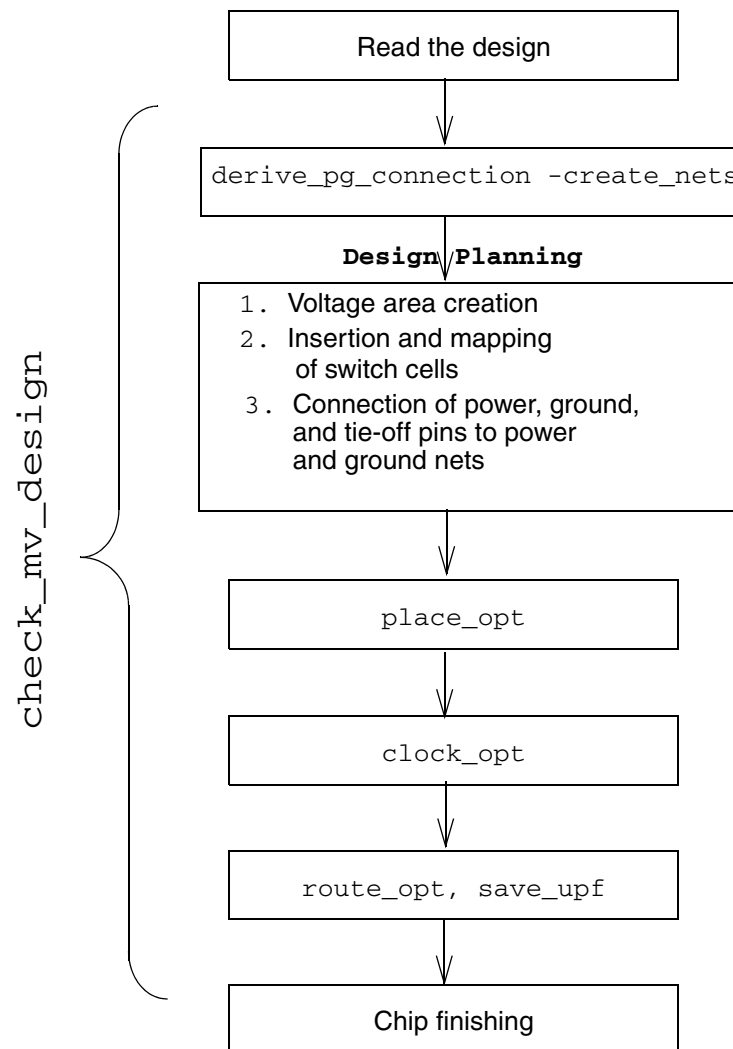 Read the design
derive_pg_connection -create_nets
Design Planning
1. Voltage area creation
2. Insertion and mapping
of switch cells
3. Connection of power, ground,
and tie-off pins to power
and ground nets
check_mv_design
place_opt
clock_opt
route_opt, save_upf
Chip finishing